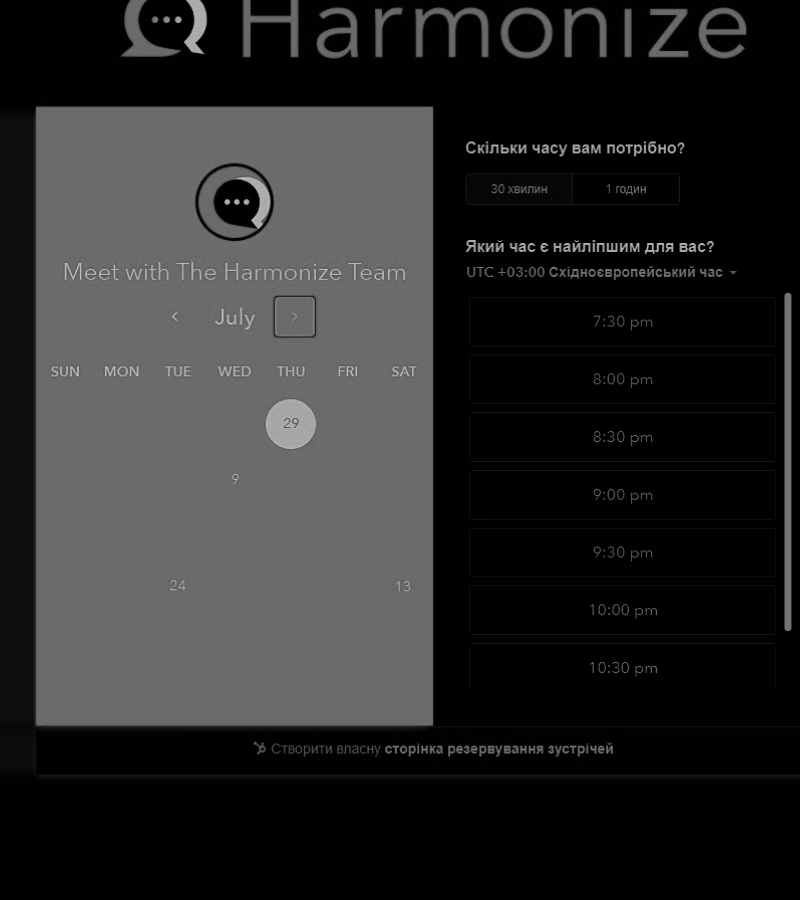 Harmonize
Meet with The Harmonize Team
July
SUN MON TUE WED THU FRI SAT
29
9
24 13
Скільки часу вам потрібно?
30 хвилин 1 годин
Який час є найліпшим для вас?
UTC +03:00 Східноєвропейський час
7:30 pm
8:00 pm
8:30 pm
9:00 pm
9:30 pm
10:00 pm
10:30 pm
Створити власну сторінка резервування зустрічей